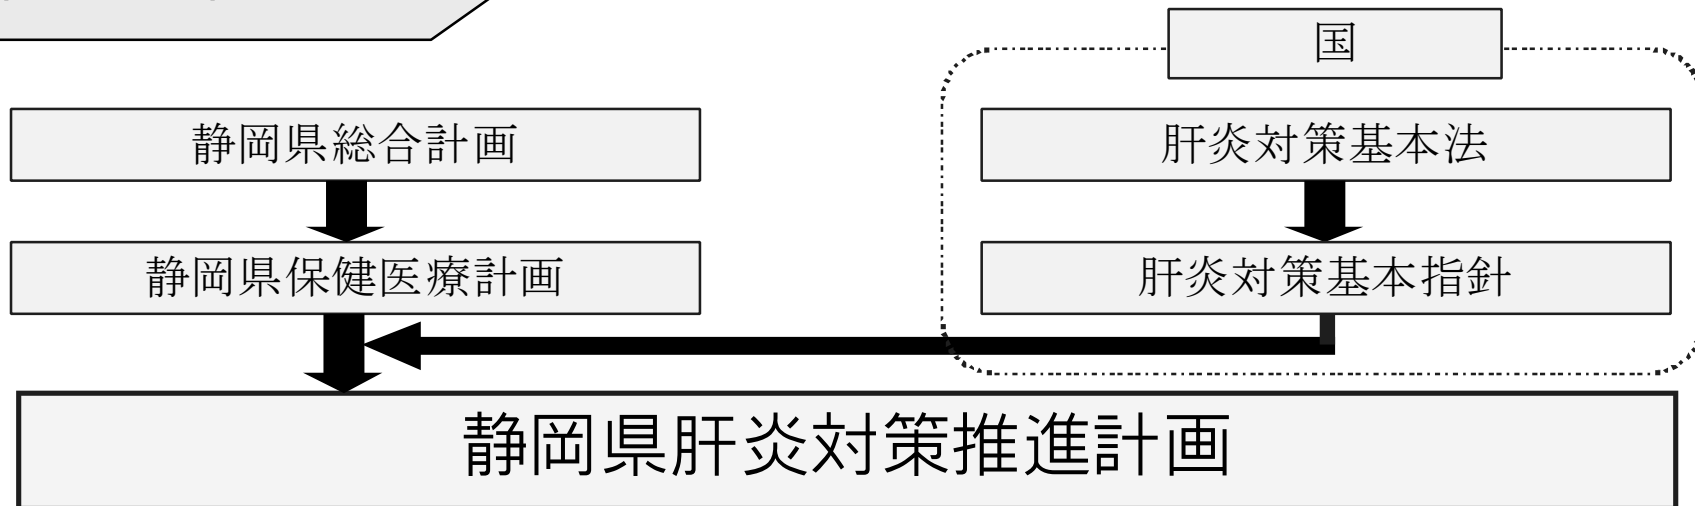 国
静岡県総合計画
肝炎対策基本法
静岡県保健医療計画
肝炎対策基本指針
静岡県肝炎対策推進計画